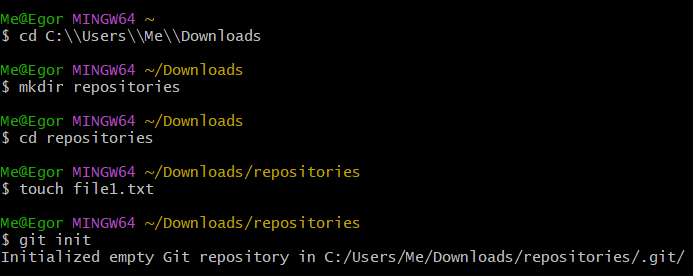 Me@Egor MINGW64 ~
$ cd C:\\Users\\Me\\Downloads
Me@Egor MINGW64 ~/Downloads
$ mkdir repositories
Me@Egor MINGW64 ~/Downloads
$ cd repositories
Me@Egor MINGW64 ~/Downloads/repositories
$ touch file1.txt
Me@Egor MINGW64 ~/Downloads/repositories
$ git init
Initialized empty Git repository in C:/Users/Me/Downloads/repositories/.git/